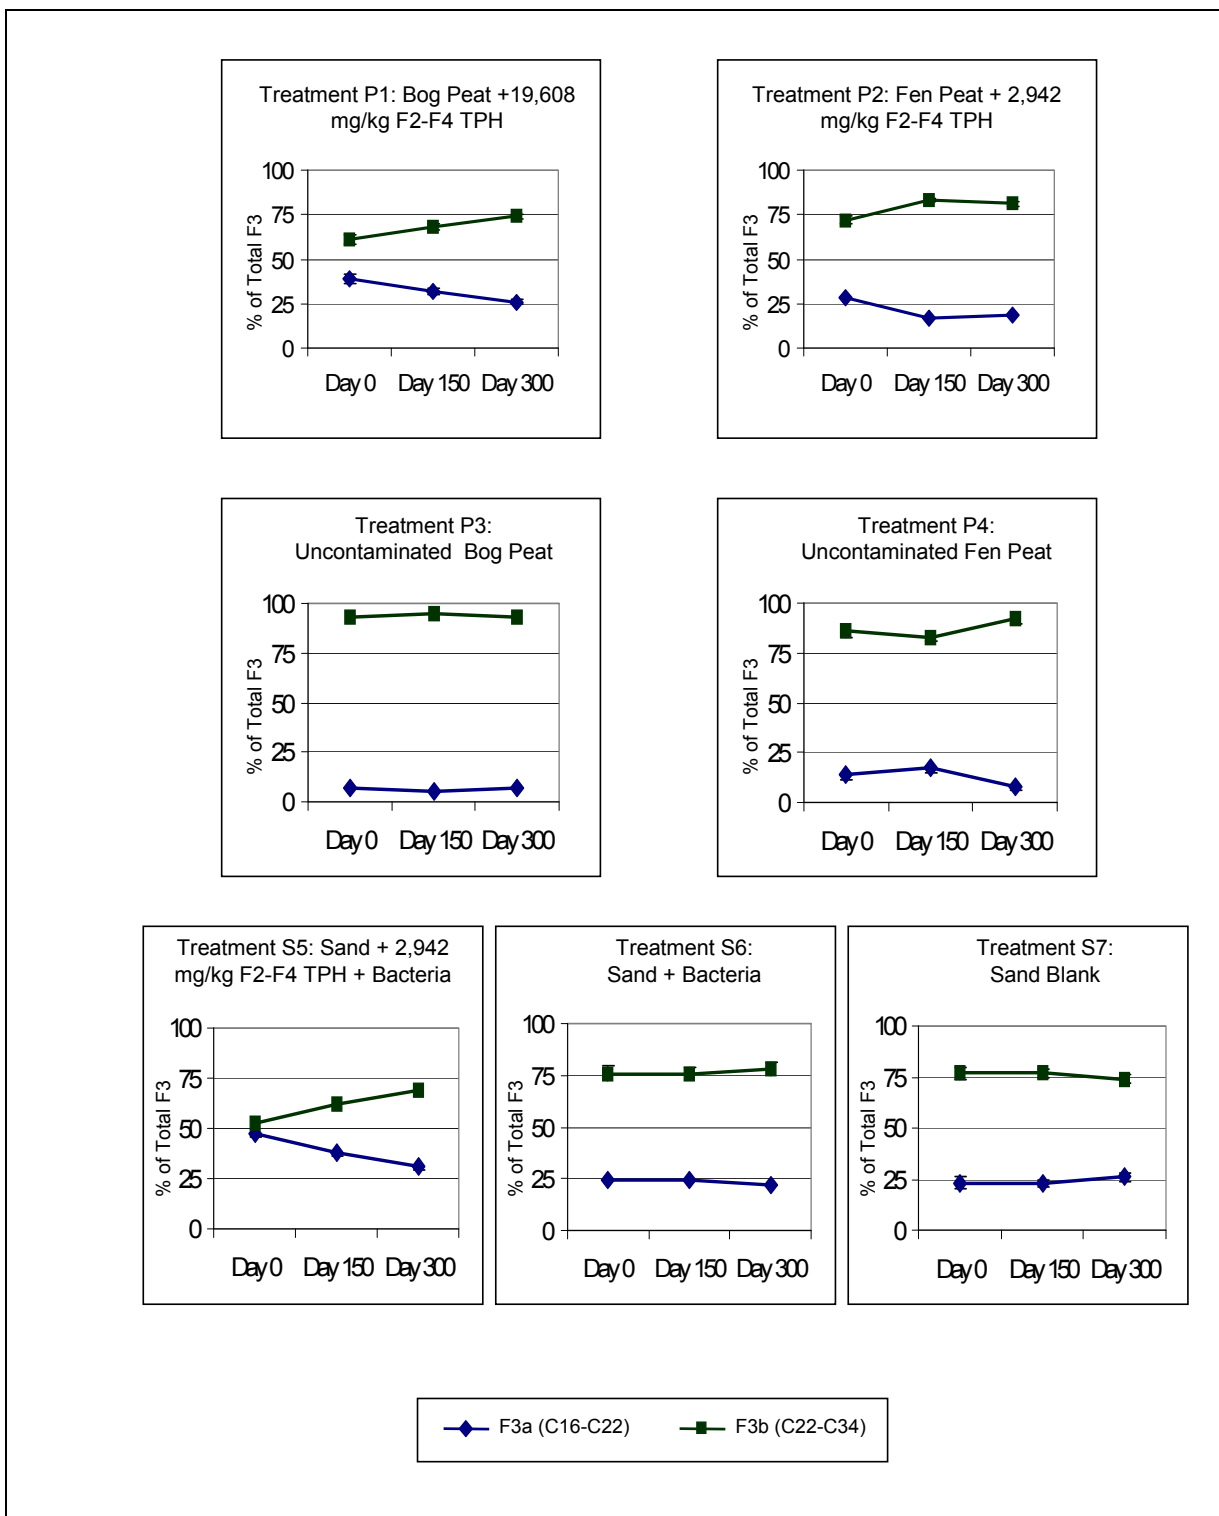 Treatment P1: Bog Peat +19,608
mg/kg F2-F4 TPH
% of Total F3
100
75
50
25
0
Day 0 Day 150 Day 300
Treatment P2: Fen Peat + 2,942
mg/kg F2-F4 TPH
% of Total F3
100
75
50
25
0
Day 0 Day 150 Day 300
Treatment P3:
Uncontaminated Bog Peat
% of Total F3
100
75
50
25
0
Day 0 Day 150 Day 300
Treatment P4:
Uncontaminated Fen Peat
% of Total F3
100
75
50
25
0
Day 0 Day 150 Day 300
Treatment S5: Sand + 2,942
mg/kg F2-F4 TPH + Bacteria
% of Total F3
100
75
50
25
0
Day 0 Day 150 Day 300
Treatment S6:
Sand + Bacteria
% of Total F3
100
75
50
25
0
Day 0 Day 150 Day 300
Treatment S7:
Sand Blank
% of Total F3
100
75
50
25
0
Day 0 Day 150 Day 300
F3a (C16-C22) F3b (C22-C34)